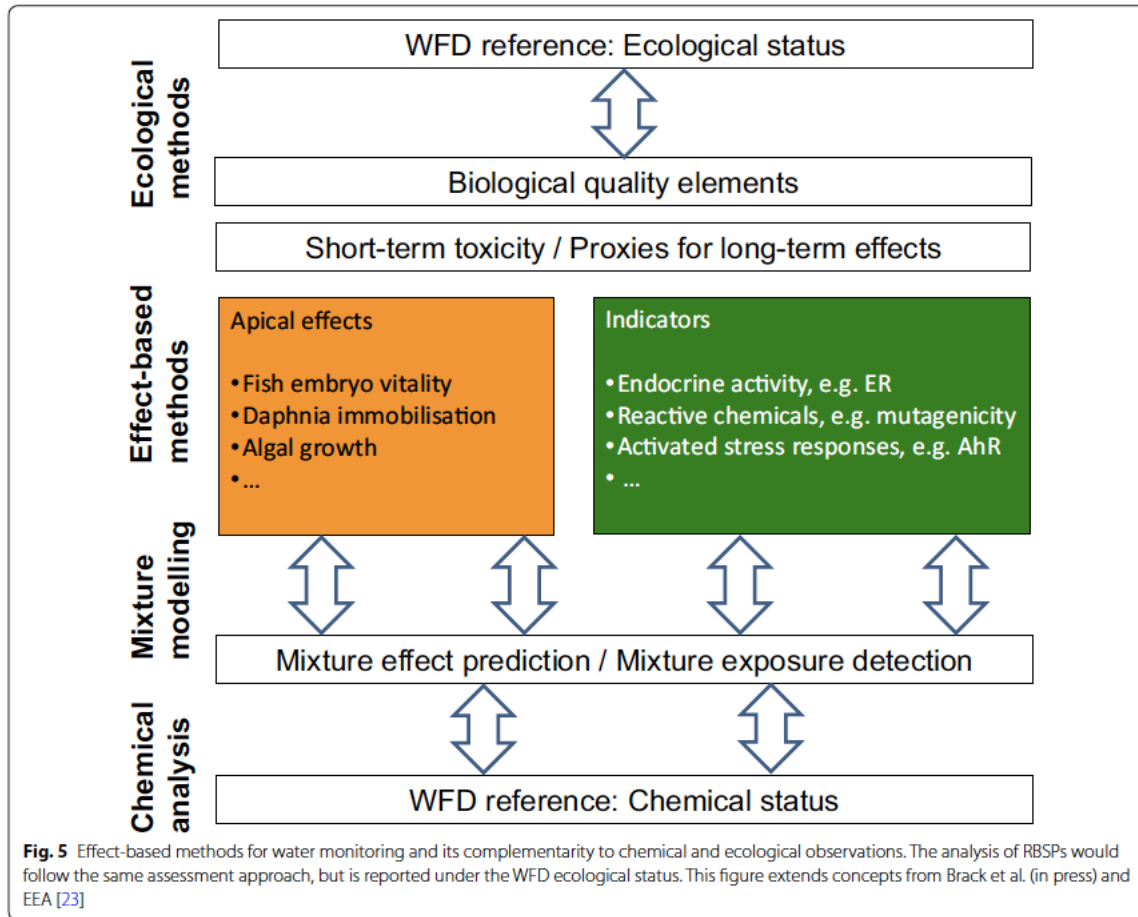 WFD reference: Ecological status
Ecological
methods
Biological quality elements
Short-term toxicity / Proxies for long-term effects
Effect-based
methods
Apical effects
• Fish embryo vitality
• Daphnia immobilisation
• Algal growth
• ...
Indicators
• Endocrine activity, e.g. ER
• Reactive chemicals, e.g. mutagenicity
• Activated stress responses, e.g. AhR
• ...
Mixture
modelling
Mixture effect prediction / Mixture exposure detection
Chemical
analysis
WFD reference: Chemical status
Fig. 5 Effect-based methods for water monitoring and its complementarity to chemical and ecological observations. The analysis of RBSPs would
follow the same assessment approach, but is reported under the WFD ecological status. This figure extends concepts from Brack et al. (in press) and
EEA [23]